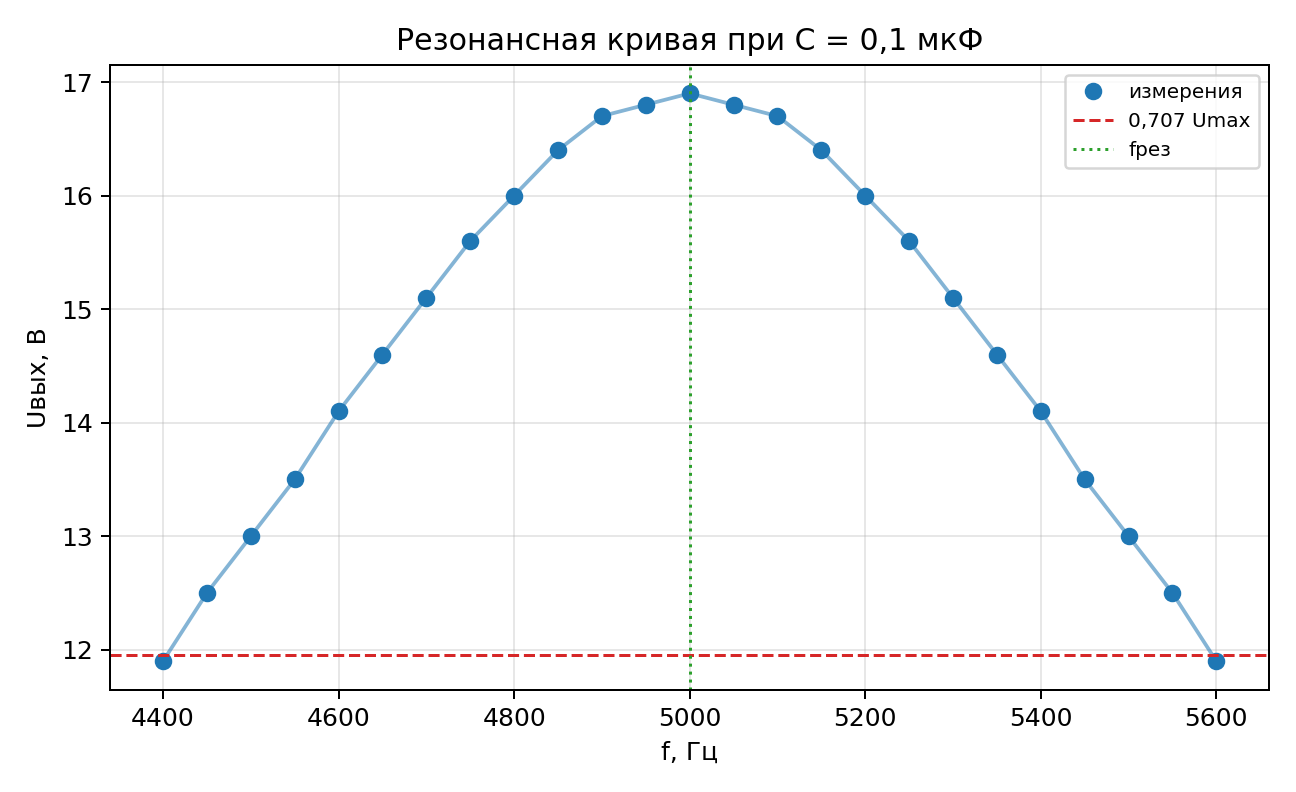 Резонансная кривая при C = 0,1 мкФ
Uвых, В
17
16
15
14
13
12
измерения
0,707 Umax
fрез
4400 4600 4800 5000 5200 5400 5600
f, Гц